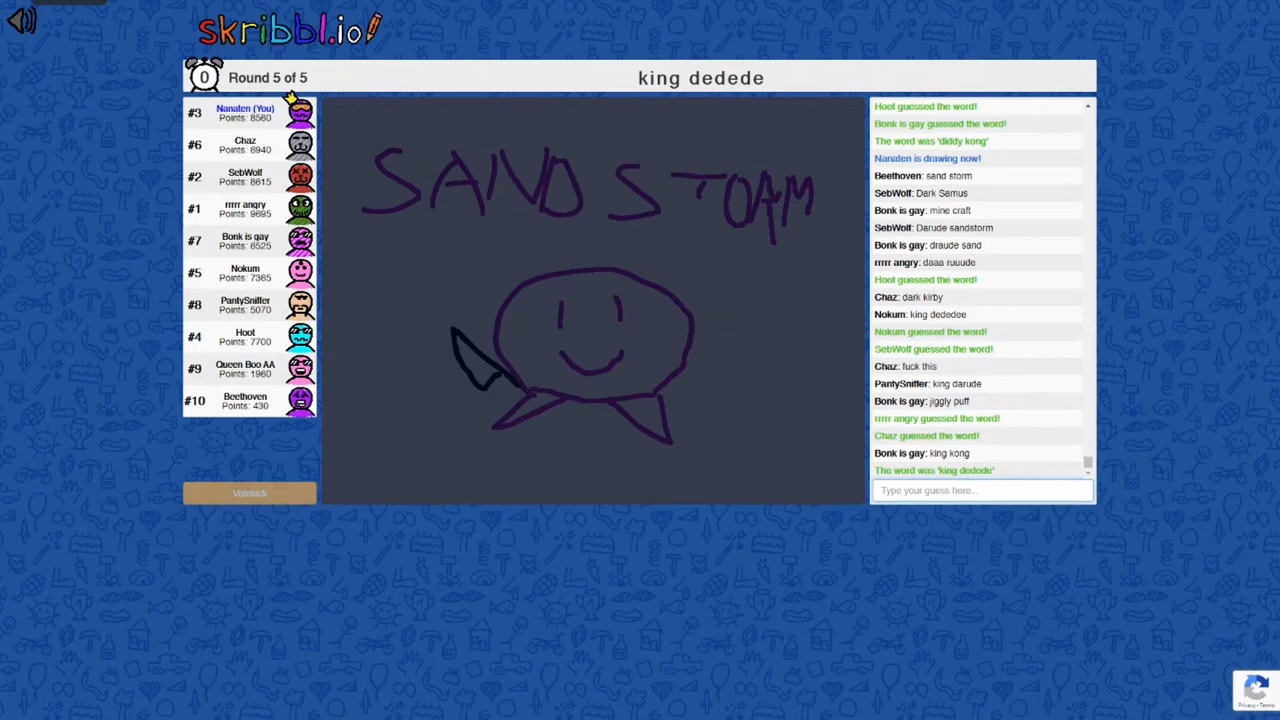 skribbl.io
0
Round 5 of 5
king dedede
#3
Nanaten (You)
Points: 8560
#6
Chaz
Points: 6940
#2
SebWolf
Points: 8615
#1
rrrrr angry
Points: 9695
#7
Bonk is gay
Points: 6525
#5
Nokum
Points: 7365
#8
PantySniffer
Points: 5070
#4
Hoot
Points: 7700
#9
Queen Boo AA
Points: 1960
#10
Beethoven
Points: 430
Votekick
SAND STORM
Hoot guessed the word!
Bonk is gay guessed the word!
The word was 'diddy kong'
Nanaten is drawing now!
Beethoven: sand storm
SebWolf: Dark Samus
Bonk is gay: mine craft
SebWolf: Darude sandstorm
Bonk is gay: draude sand
rrrrr angry: daaa ruuude
Hoot guessed the word!
Chaz: dark kirby
Nokum: king dededee
Nokum guessed the word!
SebWolf guessed the word!
Chaz: fuck this
PantySniffer: king darude
Bonk is gay: jiggly puff
rrrrr angry guessed the word!
Chaz guessed the word!
Bonk is gay: king kong
The word was 'king dedede'
Type your guess here...
Privacy - Terms